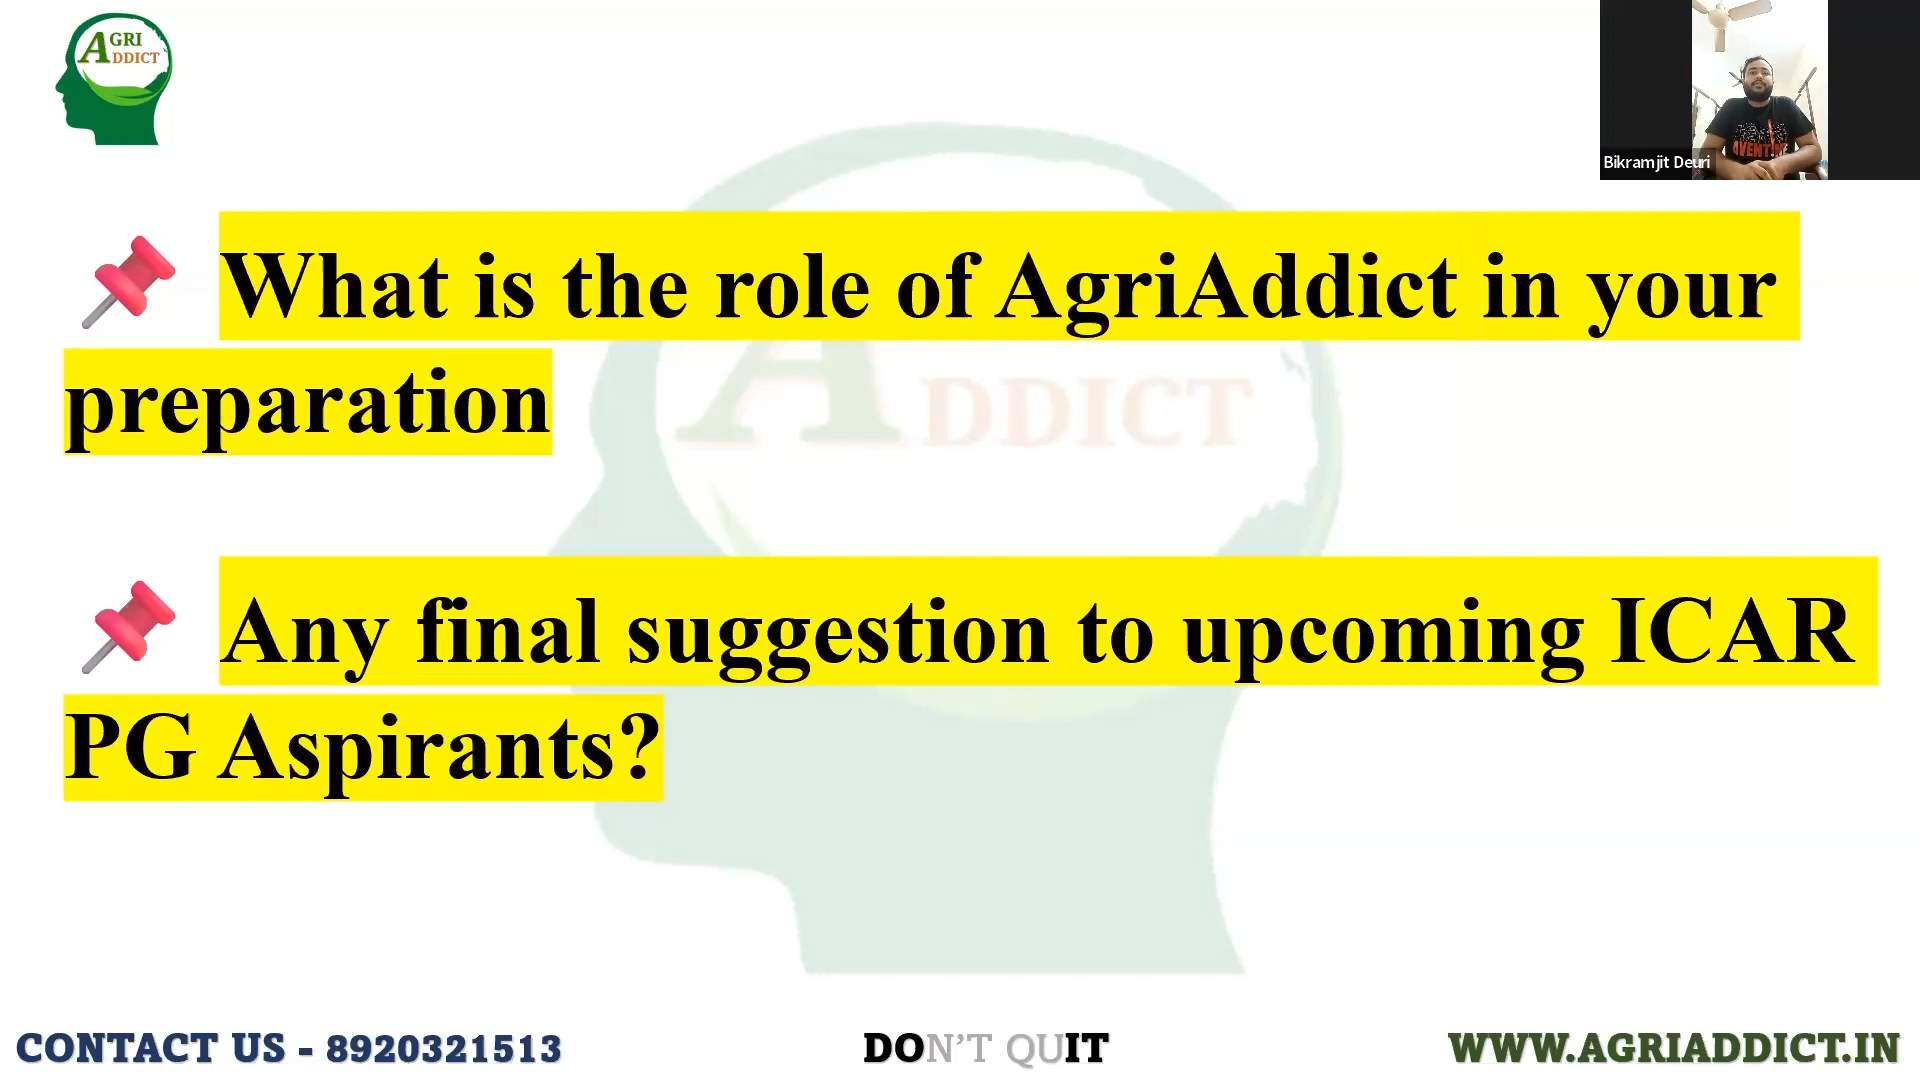 AGRI
ADDICT
Bikramjit Deuri
What is the role of AgriAddict in your
preparation
ADDICT
Any final suggestion to upcoming ICAR
PG Aspirants?
CONTACT US - 8920321513
DON'T QUIT
WWW.AGRIADDICT.IN